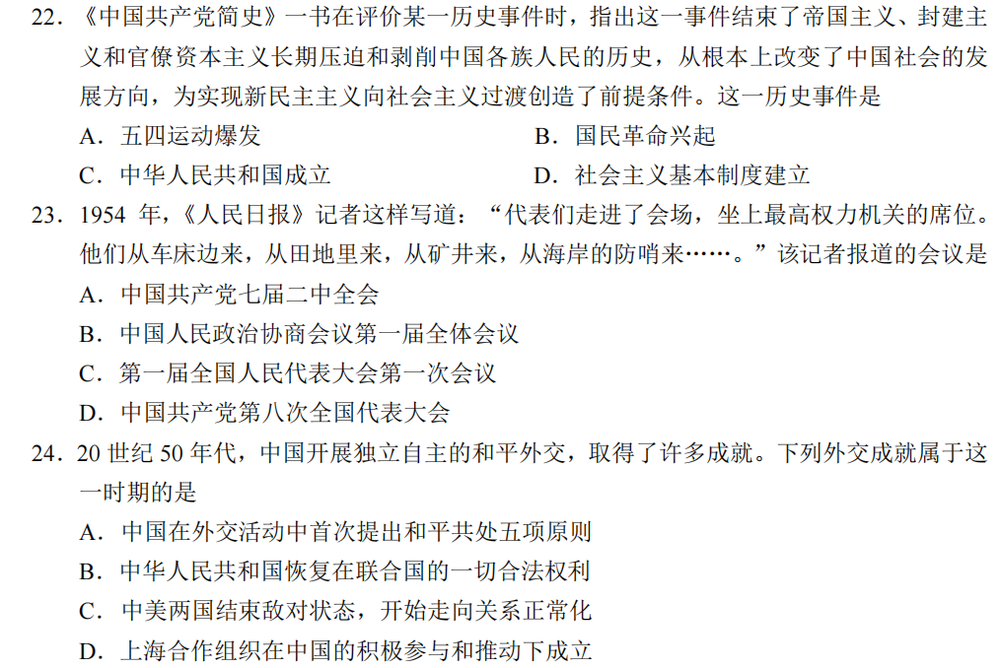 22.《中国共产党简史》一书在评价某一历史事件时，指出这一事件结束了帝国主义、封建主
义和官僚资本主义长期压迫和剥削中国各族人民的历史，从根本上改变了中国社会的发
展方向，为实现新民主主义向社会主义过渡创造了前提条件。这一历史事件是
A．五四运动爆发 B．国民革命兴起
C．中华人民共和国成立 D．社会主义基本制度建立
23．1954 年，《人民日报》记者这样写道：“代表们走进了会场，坐上最高权力机关的席位。
他们从车床边来，从田地里来，从矿井来，从海岸的防哨来……。”该记者报道的会议是
A．中国共产党七届二中全会
B．中国人民政治协商会议第一届全体会议
C．第一届全国人民代表大会第一次会议
D．中国共产党第八次全国代表大会
24．20 世纪 50 年代，中国开展独立自主的和平外交，取得了许多成就。下列外交成就属于这
一时期的是
A．中国在外交活动中首次提出和平共处五项原则
B．中华人民共和国恢复在联合国的一切合法权利
C．中美两国结束敌对状态，开始走向关系正常化
D．上海合作组织在中国的积极参与和推动下成立